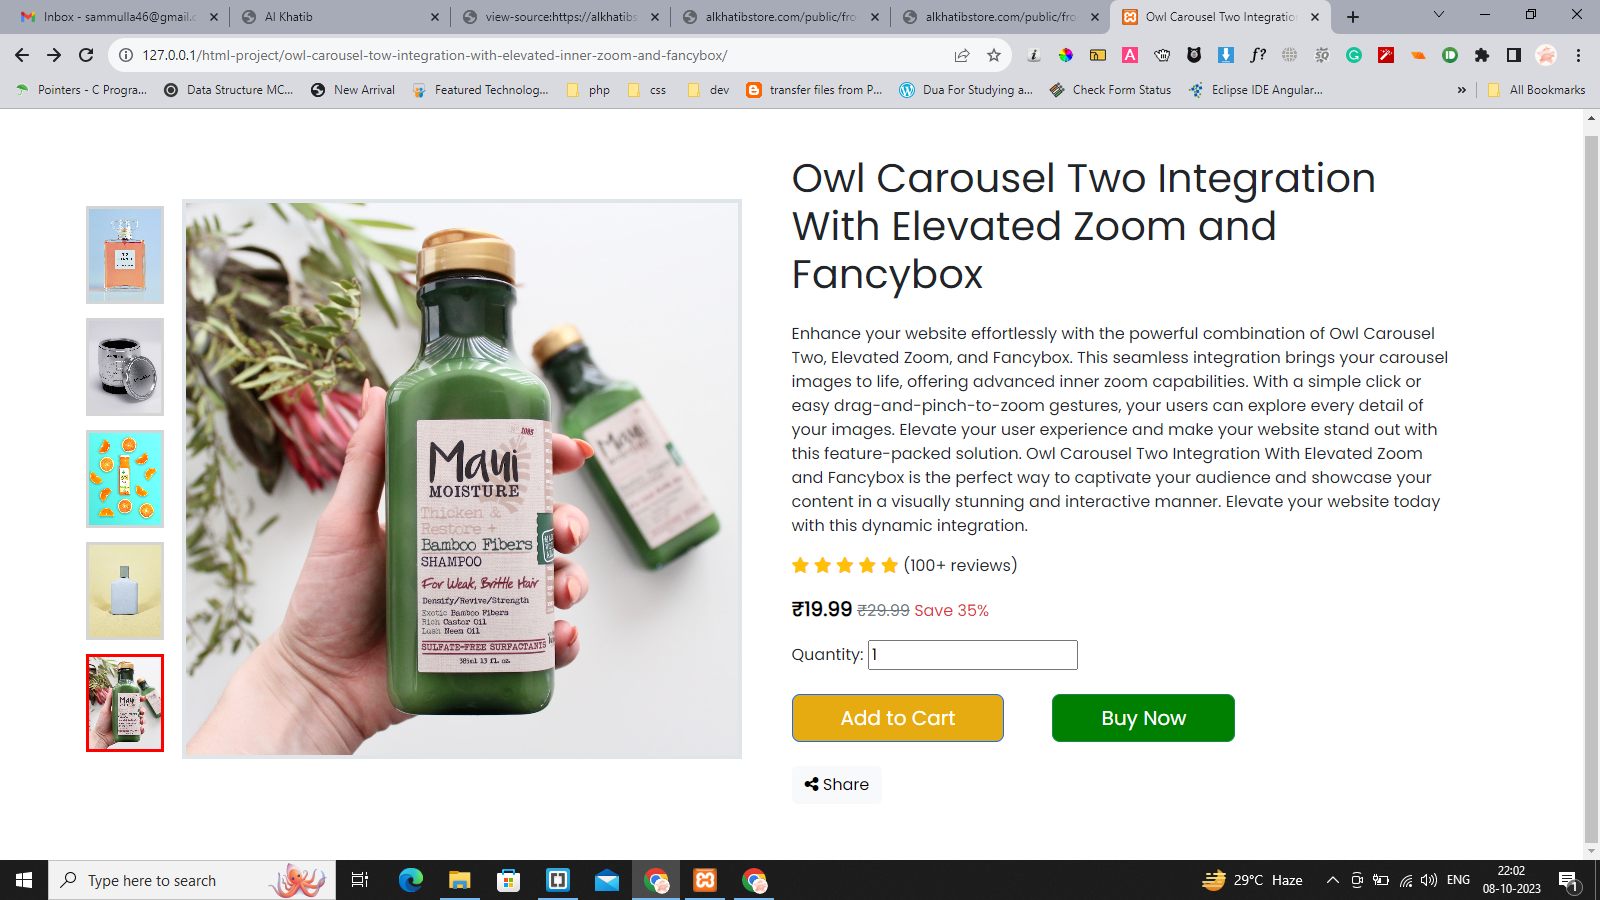 Inbox - sammulla46@gmail.c
Al Khatib
view-source:https://alkhatibs
alkhatibstore.com/public/fro
alkhatibstore.com/public/fro
Owl Carousel Two Integration
127.0.0.1/html-project/owl-carousel-tow-integration-with-elevated-inner-zoom-and-fancybox/
Pointers - C Progra...
Data Structure MC...
New Arrival
Featured Technolog...
php
css
dev
transfer files from P...
Dua For Studying a...
Check Form Status
Eclipse IDE Angular...
»
All Bookmarks
Owl Carousel Two Integration
With Elevated Zoom and
Fancybox
Enhance your website effortlessly with the powerful combination of Owl Carousel
Two, Elevated Zoom, and Fancybox. This seamless integration brings your carousel
images to life, offering advanced inner zoom capabilities. With a simple click or
easy drag-and-pinch-to-zoom gestures, your users can explore every detail of
your images. Elevate your user experience and make your website stand out with
this feature-packed solution. Owl Carousel Two Integration With Elevated Zoom
and Fancybox is the perfect way to captivate your audience and showcase your
content in a visually stunning and interactive manner. Elevate your website today
with this dynamic integration.
(100+ reviews)
₹19.99 ₹29.99 Save 35%
Quantity: 1
Add to Cart
Buy Now
Share
1085
Maui
MOISTURE
Thicken &
Restore +
Bamboo Fibers
SHAMPOO
For Weak, Brittle Hair
Densify/Revive/Strength
Exotic Bamboo Fibers
Rich Castor Oil
Lush Neem Oil
SULFATE-FREE SURFACTANTS
385ml 13 fl. oz.
Maui
MOISTURE
Type here to search
29°C Haze
ENG
22:02
08-10-2023
1